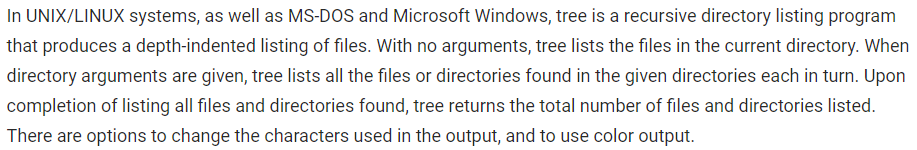 In UNIX/LINUX systems, as well as MS-DOS and Microsoft Windows, tree is a recursive directory listing program
that produces a depth-indented listing of files. With no arguments, tree lists the files in the current directory. When
directory arguments are given, tree lists all the files or directories found in the given directories each in turn. Upon
completion of listing all files and directories found, tree returns the total number of files and directories listed.
There are options to change the characters used in the output, and to use color output.